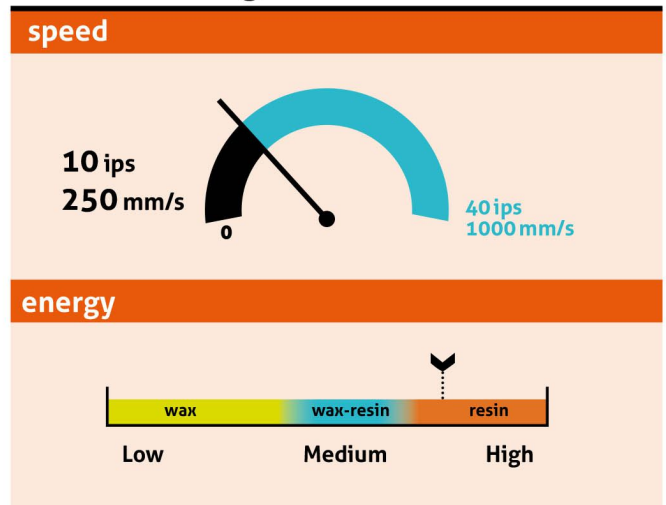 speed
10 ips
250 mm/s
0
40 ips
1000 mm/s
energy
wax wax-resin resin
Low Medium High